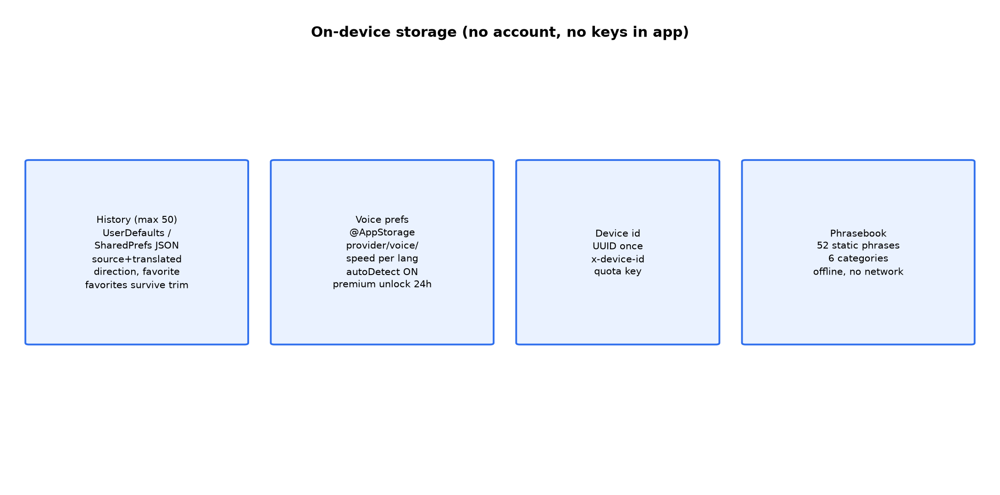 On-device storage (no account, no keys in app)
History (max 50)
UserDefaults /
SharedPrefs JSON
source+translated
direction, favorite
favorites survive trim
Voice prefs
@AppStorage
provider/voice/
speed per lang
autoDetect ON
premium unlock 24h
Device id
UUID once
x-device-id
quota key
Phrasebook
52 static phrases
6 categories
offline, no network